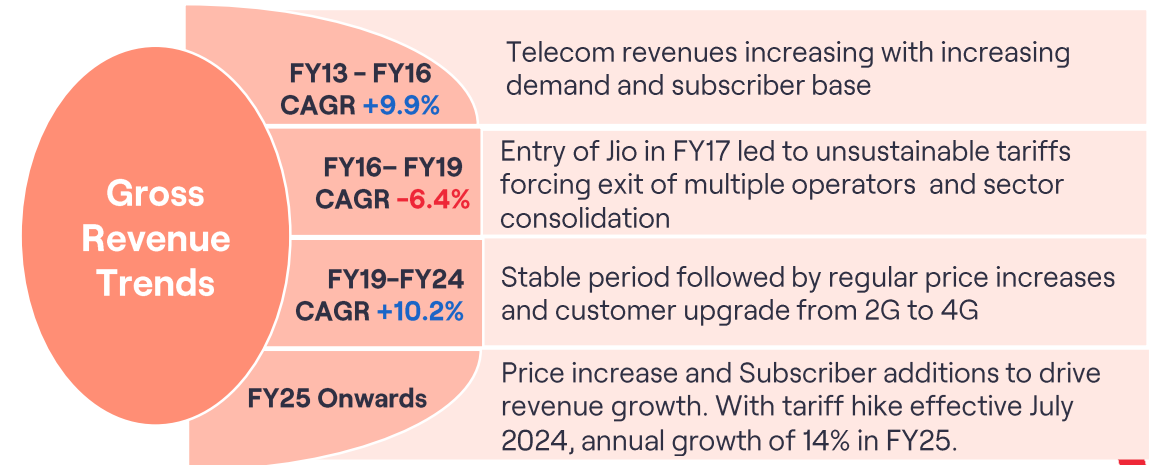 Gross
Revenue
Trends
FY13 – FY16
CAGR +9.9%
Telecom revenues increasing with increasing
demand and subscriber base
FY16– FY19
CAGR -6.4%
Entry of Jio in FY17 led to unsustainable tariffs
forcing exit of multiple operators  and sector
consolidation
FY19-FY24
CAGR +10.2%
Stable period followed by regular price increases
and customer upgrade from 2G to 4G
FY25 Onwards
Price increase and Subscriber additions to drive
revenue growth. With tariff hike effective July
2024, annual growth of 14% in FY25.